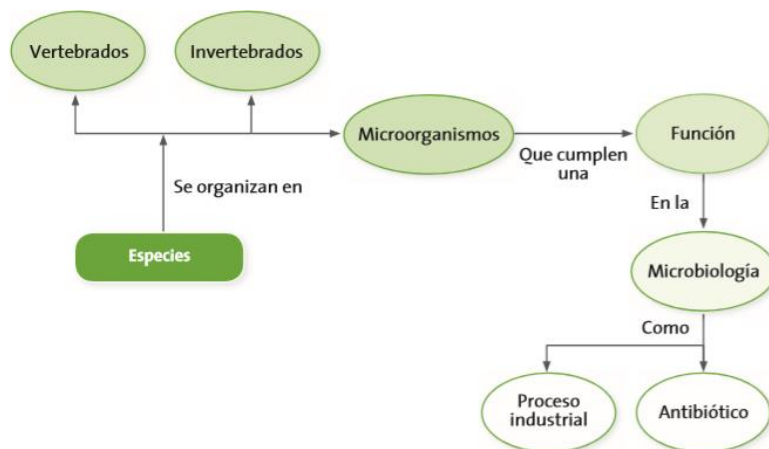 Vertebrados
Invertebrados
Microorganismos
Que cumplen
una
Función
Se organizan en
En la
Especies
Microbiología
Como
Proceso
industrial
Antibiótico